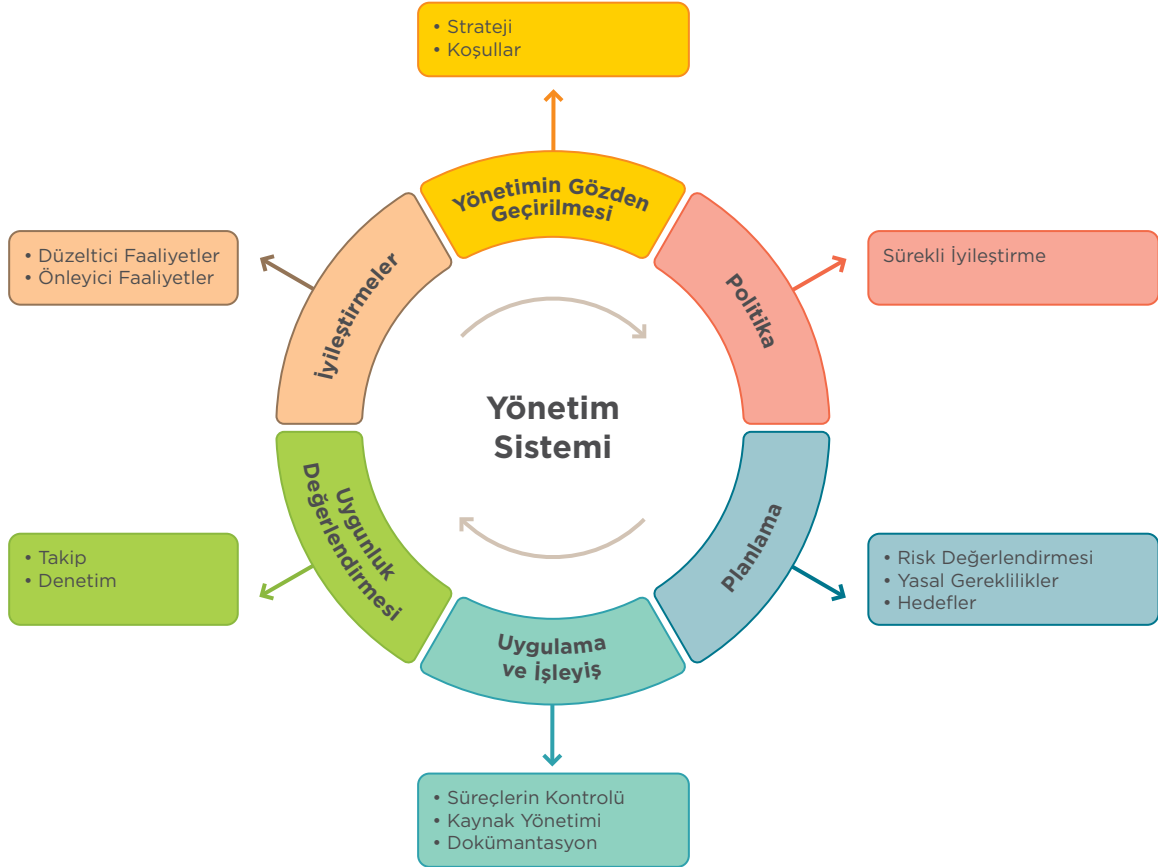 • Strateji
• Koşullar
Yönetimin Gözden
Geçirilmesi
Politika
Sürekli İyileştirme
Planlama
• Risk Değerlendirmesi
• Yasal Gereklilikler
• Hedefler
Uygulama
ve İşleyiş
• Süreçlerin Kontrolü
• Kaynak Yönetimi
• Dokümantasyon
Uygunluk
Değerlendirmesi
• Takip
• Denetim
İyileştirmeler
• Düzeltici Faaliyetler
• Önleyici Faaliyetler
Yönetim
Sistemi